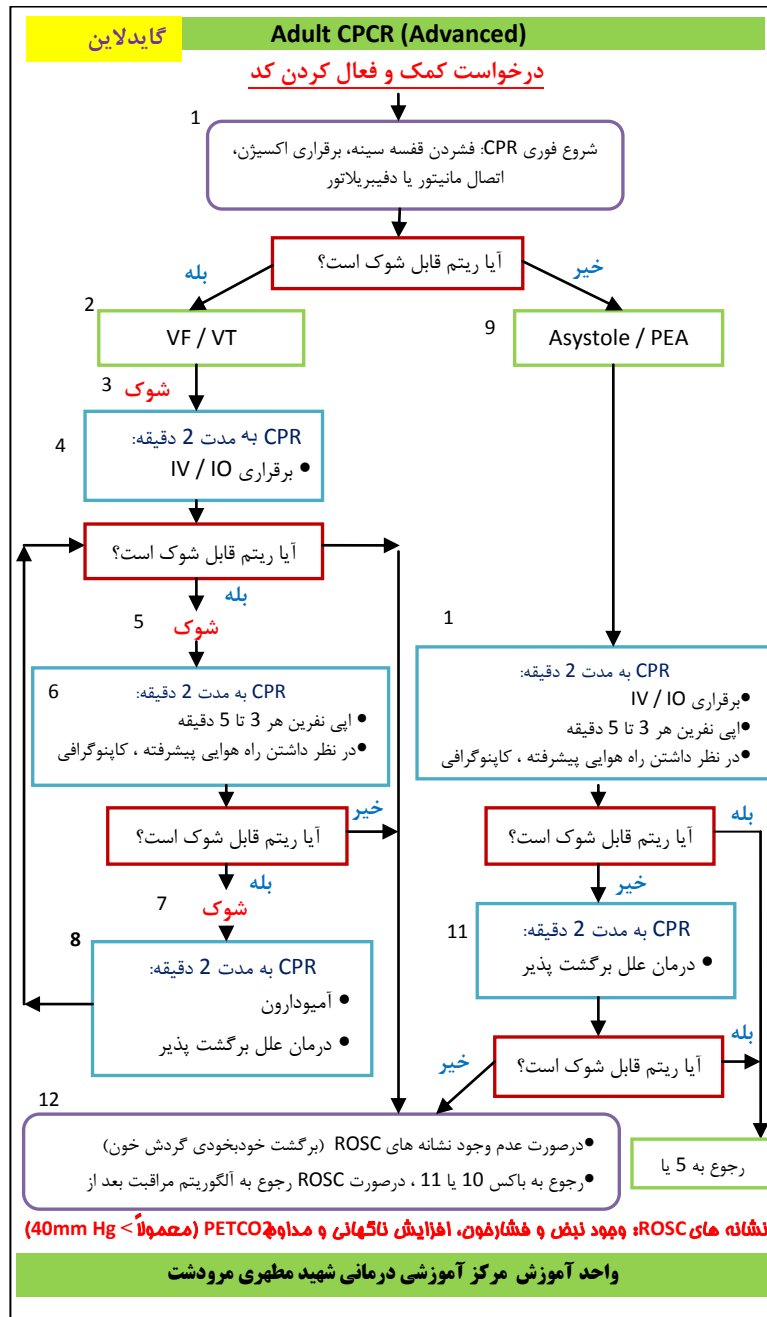 گایدلاین
Adult CPCR (Advanced)
درخواست کمک و فعال کردن کد
1
شروع فوری CPR: فشردن قفسه سینه، برقراری اکسیژن،
اتصال مانیتور یا دفیبریلاتور
آیا ریتم قابل شوک است؟
بله
خیر
2
VF / VT
9
Asystole / PEA
3
شوک
4
CPR به مدت 2 دقیقه:
• برقراری IV / IO
آیا ریتم قابل شوک است؟
بله
5
شوک
6
CPR به مدت 2 دقیقه:
• اپی نفرین هر 3 تا 5 دقیقه
• در نظر داشتن راه هوایی پیشرفته ، کاپنوگرافی
آیا ریتم قابل شوک است؟
خیر
بله
7
شوک
8
CPR به مدت 2 دقیقه:
• آمیودارون
• درمان علل برگشت پذیر
1
CPR به مدت 2 دقیقه:
• برقراری IV / IO
• اپی نفرین هر 3 تا 5 دقیقه
• در نظر داشتن راه هوایی پیشرفته ، کاپنوگرافی
آیا ریتم قابل شوک است؟
بله
خیر
11
CPR به مدت 2 دقیقه:
• درمان علل برگشت پذیر
آیا ریتم قابل شوک است؟
بله
خیر
12
• درصورت عدم وجود نشانه های ROSC (برگشت خودبخودی گردش خون)
• رجوع به باکس 10 یا 11 ، درصورت ROSC رجوع به آلگوریتم مراقبت بعد از
رجوع به 5 یا
نشانه های ROSC: وجود نبض و فشارخون، افزایش ناگهانی و مداوم PETCO2 (معمولاً > 40mm Hg)
واحد آموزش مرکز آموزشی درمانی شهید مطهری مرودشت